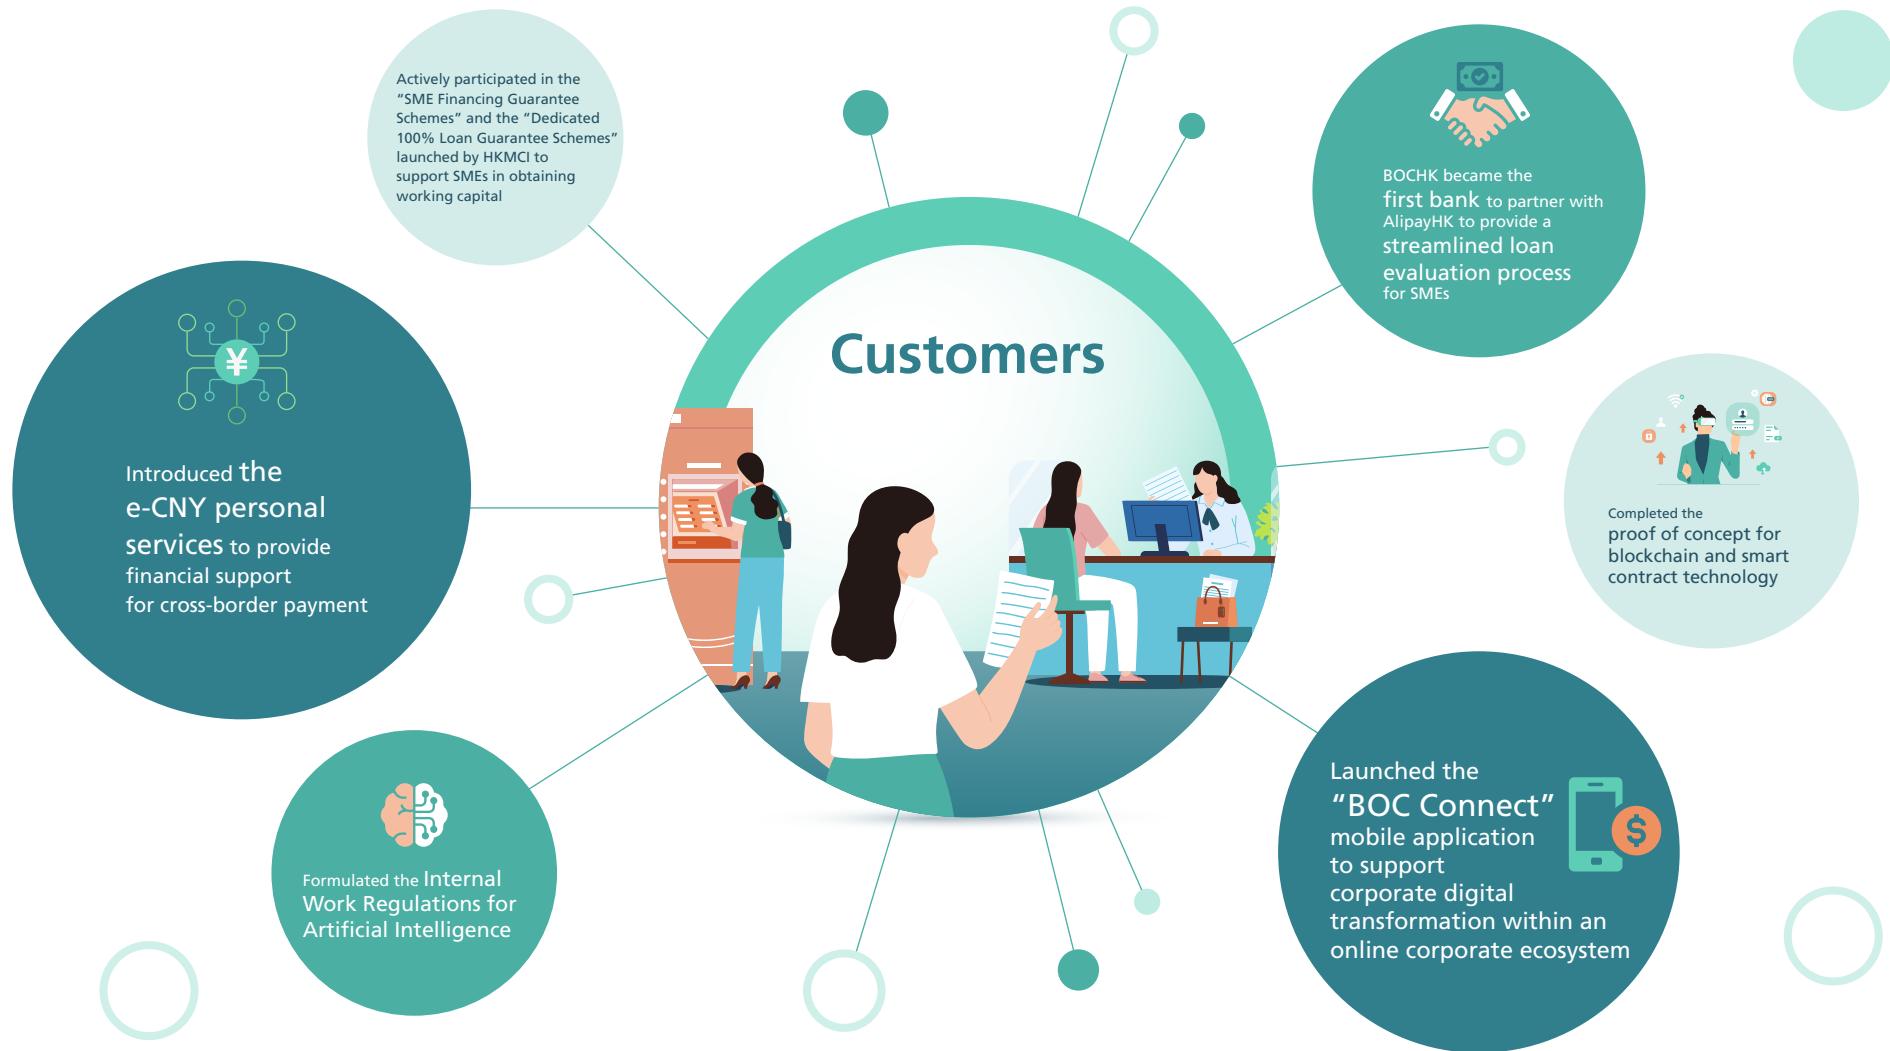 Actively participated in the
“SME Financing Guarantee
Schemes” and the “Dedicated
100% Loan Guarantee Schemes”
launched by HKMCI to
support SMEs in obtaining
working capital
BOCHK became the
first bank to partner with
AlipayHK to provide a
streamlined loan
evaluation process
for SMEs
Customers
¥
Introduced the
e-CNY personal
services to provide
financial support
for cross-border payment
Completed the
proof of concept for
blockchain and smart
contract technology
Formulated the Internal
Work Regulations for
Artificial Intelligence
Launched the
“BOC Connect”
mobile application
to support
corporate digital
transformation within an
online corporate ecosystem
$